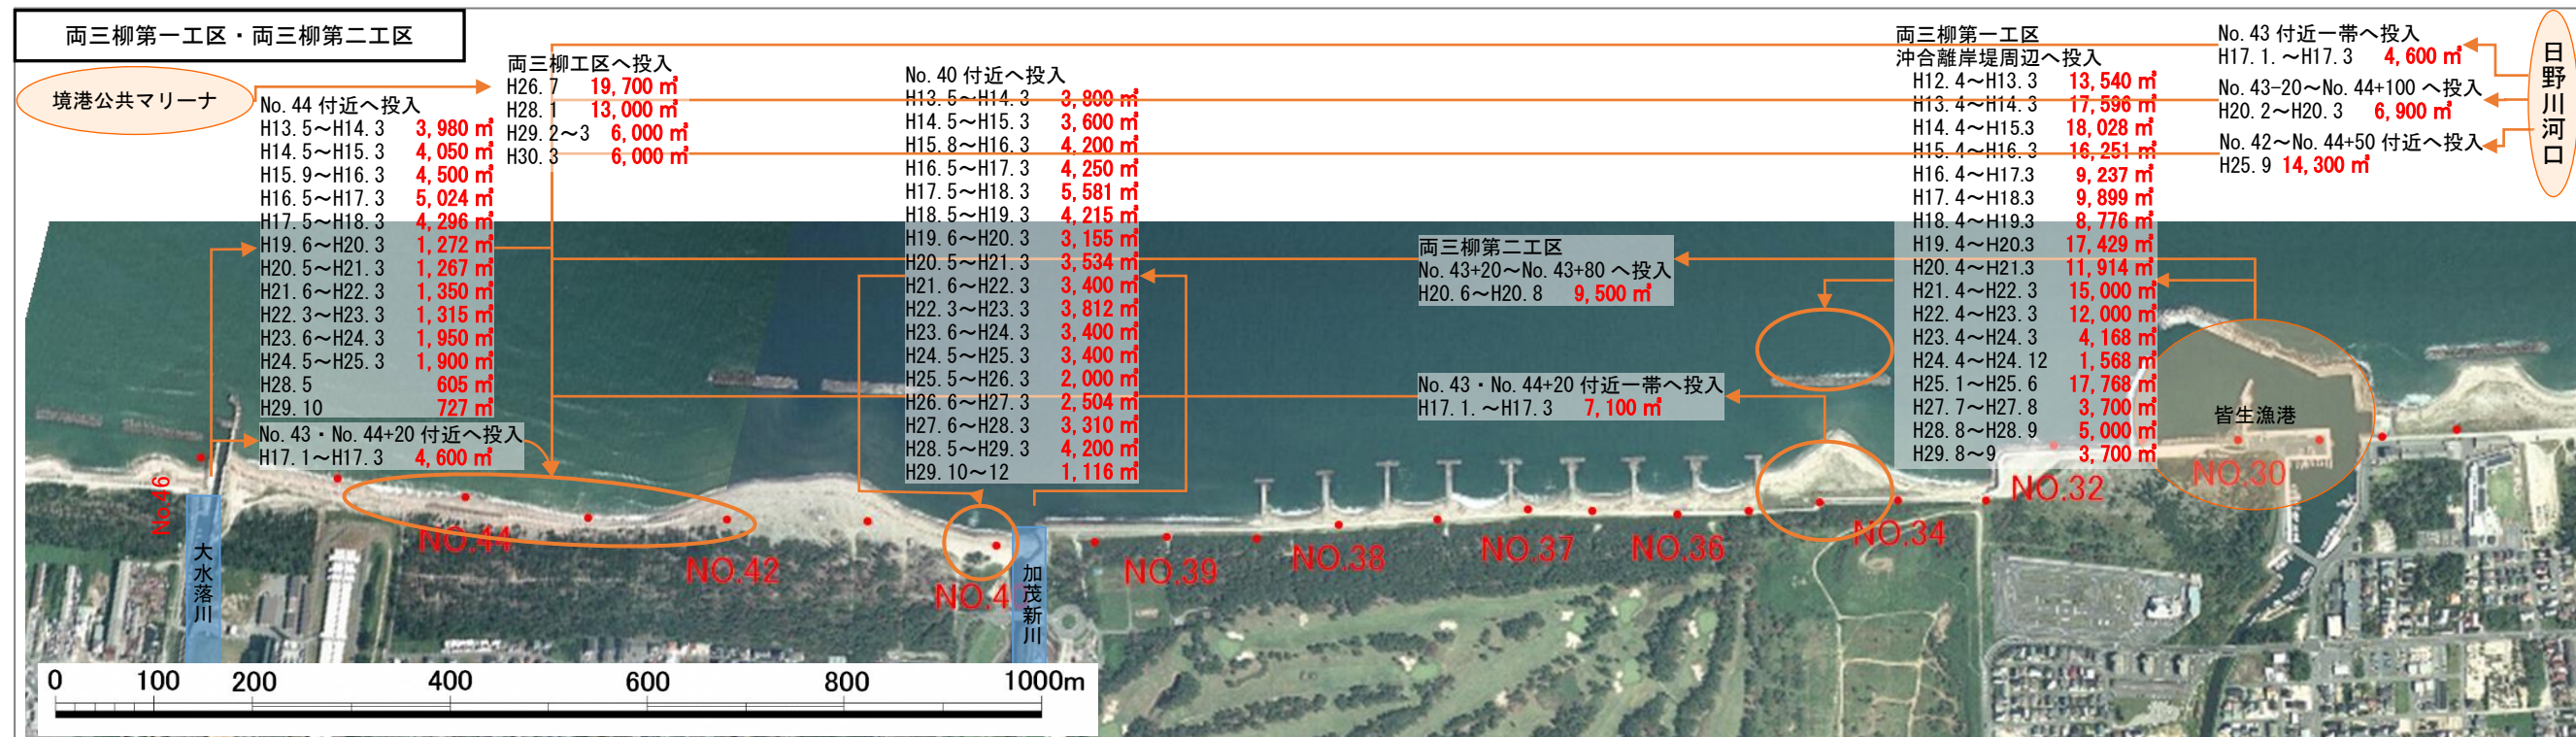 両三柳第一工区・両三柳第二工区
境港公共マリーナ
No.44 付近へ投入
H13.5～H14.3 3,980 ㎥
H14.5～H15.3 4,050 ㎥
H15.9～H16.3 4,500 ㎥
H16.5～H17.3 5,024 ㎥
H17.5～H18.3 4,296 ㎥
H19.6～H20.3 1,272 ㎥
H20.5～H21.3 1,267 ㎥
H21.6～H22.3 1,350 ㎥
H22.3～H23.3 1,315 ㎥
H23.6～H24.3 1,950 ㎥
H24.5～H25.3 1,900 ㎥
H28.5 605 ㎥
H29.10 727 ㎥
No.43・No.44+20 付近へ投入
H17.1～H17.3 4,600 ㎥
両三柳工区へ投入
H26.7 19,700 ㎥
H28.1 13,000 ㎥
H29.2～3 6,000 ㎥
H30.3 6,000 ㎥
No.40 付近へ投入
H13.5～H14.3 3,800 ㎥
H14.5～H15.3 3,600 ㎥
H15.8～H16.3 4,200 ㎥
H16.5～H17.3 4,250 ㎥
H17.5～H18.3 5,581 ㎥
H18.5～H19.3 4,215 ㎥
H19.6～H20.3 3,155 ㎥
H20.5～H21.3 3,534 ㎥
H21.6～H22.3 3,400 ㎥
H22.3～H23.3 3,812 ㎥
H23.6～H24.3 3,400 ㎥
H24.5～H25.3 3,400 ㎥
H25.5～H26.3 2,000 ㎥
H26.6～H27.3 2,504 ㎥
H27.6～H28.3 3,310 ㎥
H28.5～H29.3 4,200 ㎥
H29.10～12 1,116 ㎥
両三柳第二工区
No.43+20～No.43+80 へ投入
H20.6～H20.8 9,500 ㎥
No.43・No.44+20 付近一帯へ投入
H17.1.～H17.3 7,100 ㎥
両三柳第一工区
沖合離岸堤周辺へ投入
H12.4～H13.3 13,540 ㎥
H13.4～H14.3 17,596 ㎥
H14.4～H15.3 18,028 ㎥
H15.4～H16.3 16,251 ㎥
H16.4～H17.3 9,237 ㎥
H17.4～H18.3 9,899 ㎥
H18.4～H19.3 8,776 ㎥
H19.4～H20.3 17,429 ㎥
H20.4～H21.3 11,914 ㎥
H21.4～H22.3 15,000 ㎥
H22.4～H23.3 12,000 ㎥
H23.4～H24.3 4,168 ㎥
H24.4～H24.12 1,568 ㎥
H25.1～H25.6 17,768 ㎥
H27.7～H27.8 3,700 ㎥
H28.8～H28.9 5,000 ㎥
H29.8～9 3,700 ㎥
No.43 付近一帯へ投入
H17.1.～H17.3 4,600 ㎥
No.43-20～No.44+100 へ投入
H20.2～H20.3 6,900 ㎥
No.42～No.44+50 付近へ投入
H25.9 14,300 ㎥
日野川河口
皆生漁港
No.46
NO.44
NO.42
NO.4
NO.39
NO.38
NO.37
NO.36
NO.34
NO.32
NO.30
大水落川
加茂新川
0 100 200 400 600 800 1000m